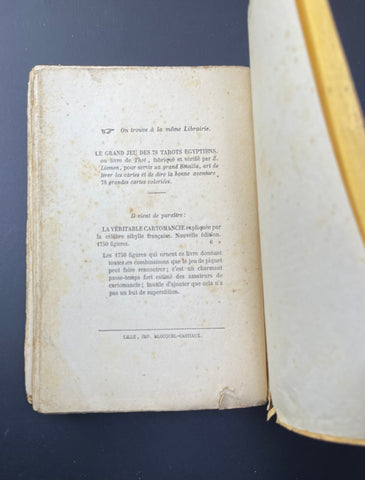 ☞ On trouve à la même Librairie.
LE GRAND JEU DES 78 TAROTS EGYPTIENS,
ou livre de Thot, fabriqué et vérifié par Z.
Lismon, pour servir au grand Etteilla, art de
tirer les cartes et de dire la bonne aventure,
78 grandes cartes coloriées.
Il vient de paraître:
LA VÉRITABLE CARTOMANCIE expliquée par
la célèbre sibylle française. Nouvelle édition.
1750 figures. 6 »
Les 1750 figures qui ornent ce livre donnant
toutes les combinaisons que le jeu de piquet
peut faire rencontrer; c'est un charmant
passe-temps fort estimé des amateurs de
cartomancie; inutile d'ajouter que cela n'a
pas un but de superstition.
LILLE, IMP. BLOCQUEL-CASTIAUX.